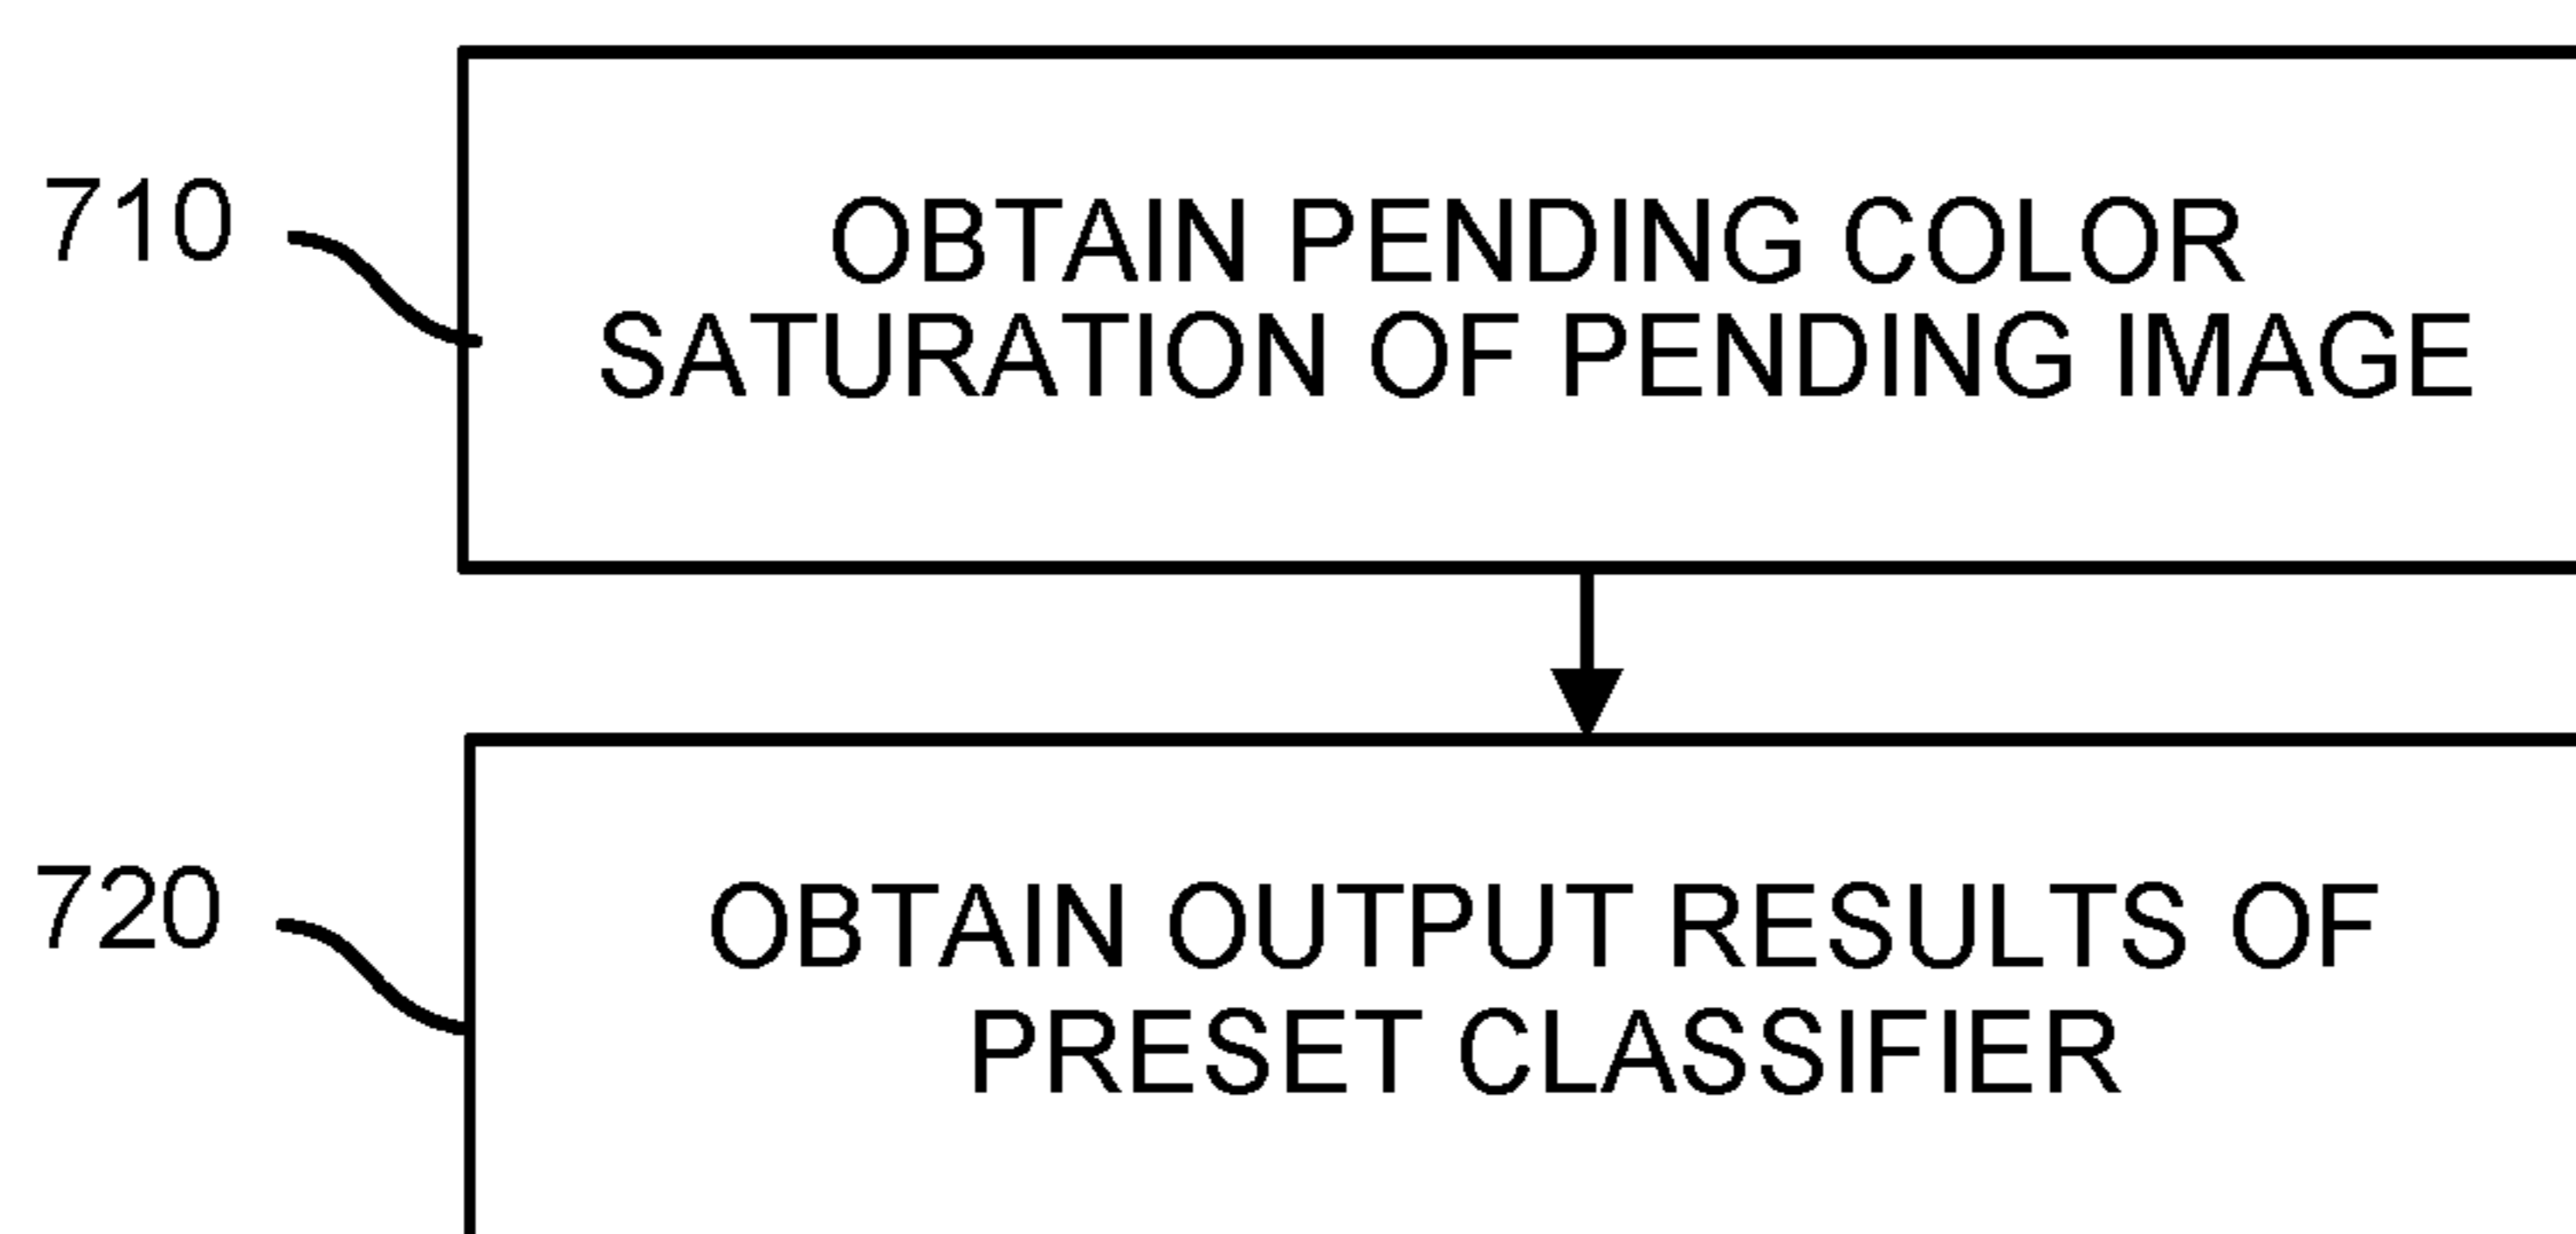 710
OBTAIN PENDING COLOR
SATURATION OF PENDING IMAGE
720
OBTAIN OUTPUT RESULTS OF
PRESET CLASSIFIER